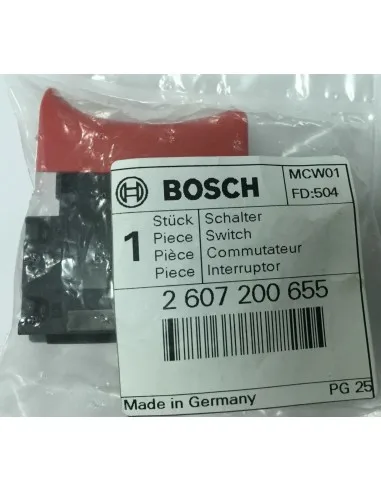 BOSCH
MCW01
FD:504
1
Stück Schalter
Piece Switch
Pièce Commutateur
Piece Interruptor
2 607 200 655
Made in Germany
PG 25